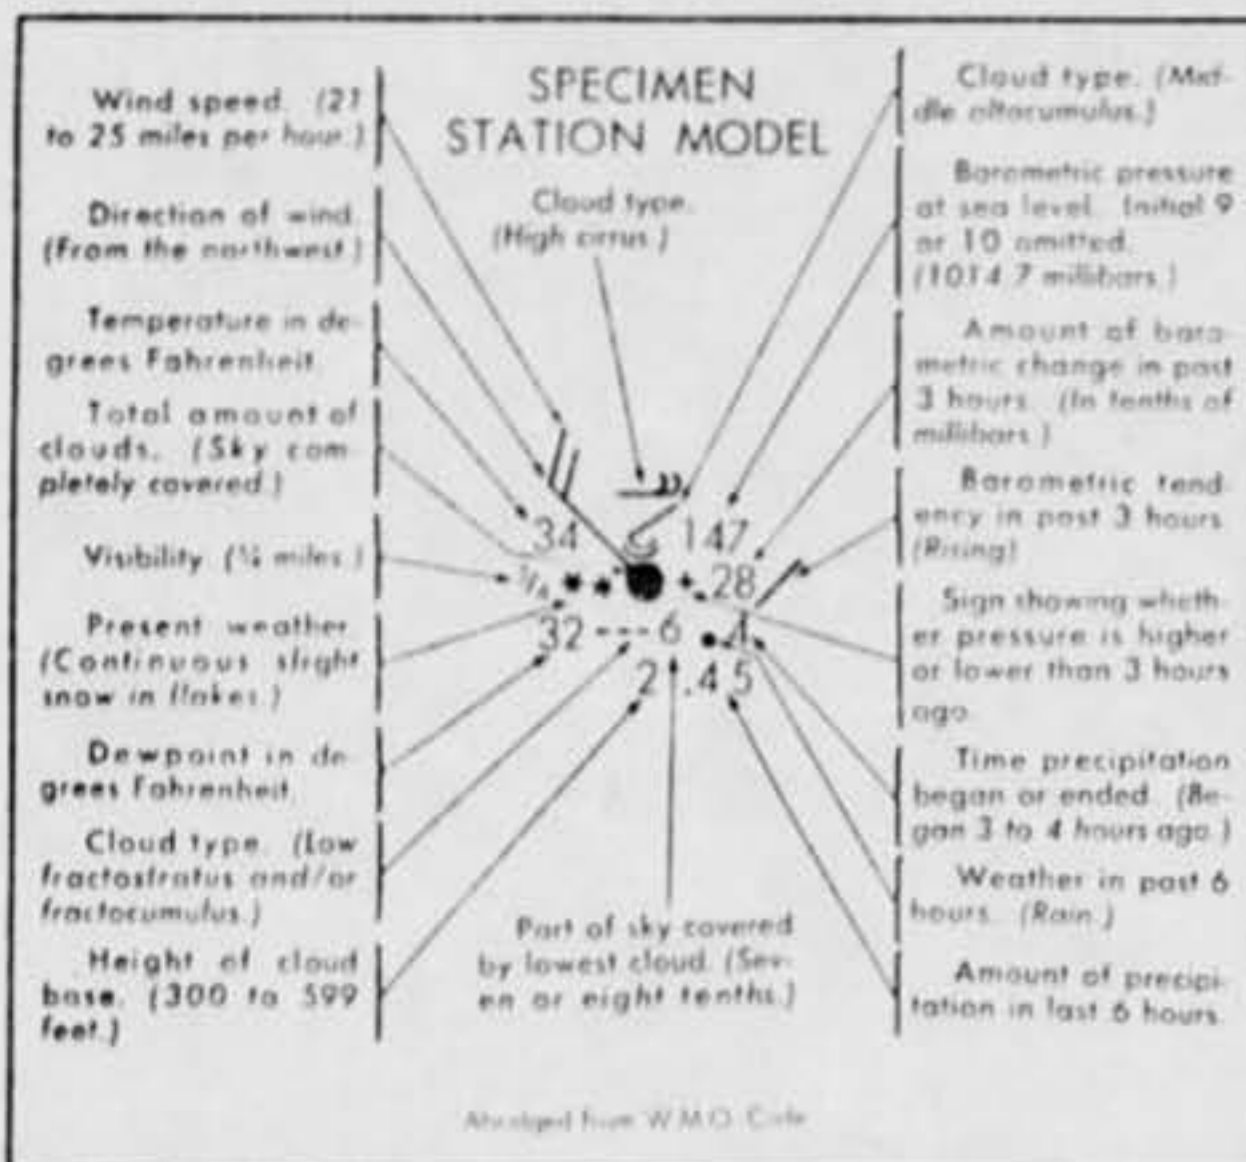 SPECIMEN
STATION MODEL
Wind speed. (21
to 25 miles per hour.)
Direction of wind.
(From the northwest.)
Temperature in de-
grees Fahrenheit.
Total amount of
clouds. (Sky com-
pletely covered.)
Visibility. (¾ miles.)
Present weather.
(Continuous slight
snow in flakes.)
Dewpoint in de-
grees Fahrenheit.
Cloud type. (Low
fractostratus and/or
fractocumulus.)
Height of cloud
base. (300 to 599
feet.)
Cloud type.
(High cirrus.)
34
147
¾
28
32
6
4
2
.45
Part of sky covered
by lowest cloud. (Sev-
en or eight tenths.)
Cloud type. (Mid-
dle altocumulus.)
Barometric pressure
at sea level. Initial 9
or 10 omitted.
(1014.7 millibars.)
Amount of baro-
metric change in past
3 hours. (In tenths of
millibars.)
Barometric tend-
ency in past 3 hours.
(Rising)
Sign showing wheth-
er pressure is higher
or lower than 3 hours
ago.
Time precipitation
began or ended. (Be-
gan 3 to 4 hours ago.)
Weather in past 6
hours. (Rain.)
Amount of precipi-
tation in last 6 hours.
Abridged from W.M.O. Code